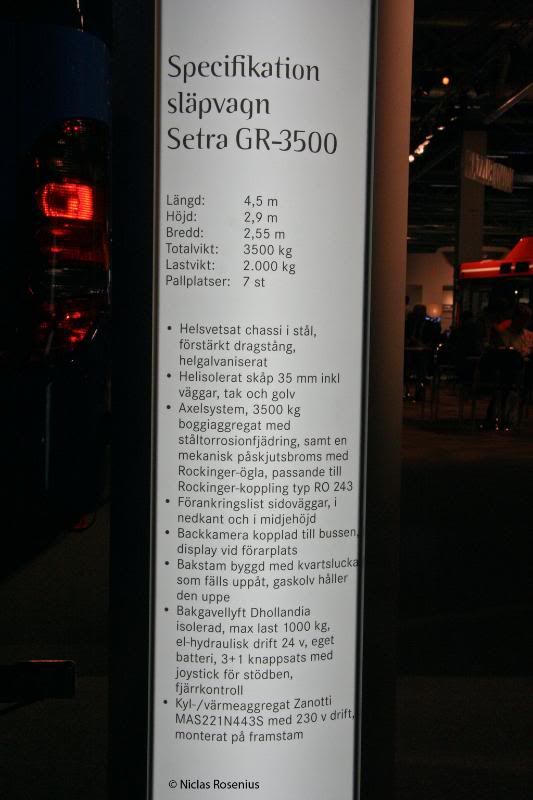 Specifikation
släpvagn
Setra GR-3500
Längd: 4,5 m
Höjd: 2,9 m
Bredd: 2,55 m
Totalvikt: 3500 kg
Lastvikt: 2.000 kg
Pallplatser: 7 st
• Helsvetsat chassi i stål,
förstärkt dragstång,
helgalvaniserat
• Helisolerat skåp 35 mm inkl
väggar, tak och golv
• Axelsystem, 3500 kg
boggiaggregat med
ståltorrosionfjädring, samt en
mekanisk påskjutsbroms med
Rockinger-ögla, passande till
Rockinger-koppling typ RO 243
• Förankringslist sidoväggar, i
nedkant och i midjehöjd
• Backkamera kopplad till bussen,
display vid förarplats
• Bakstam byggd med kvartslucka
som fälls uppåt, gaskolv håller
den uppe
• Bakgavellyft Dhollandia
isolerad, max last 1000 kg,
el-hydraulisk drift 24 v, eget
batteri, 3+1 knappsats med
joystick för stödben,
fjärrkontroll
• Kyl-/värmeaggregat Zanotti
MAS221N443S med 230 v drift,
monterat på framstam
© Niclas Rosenius